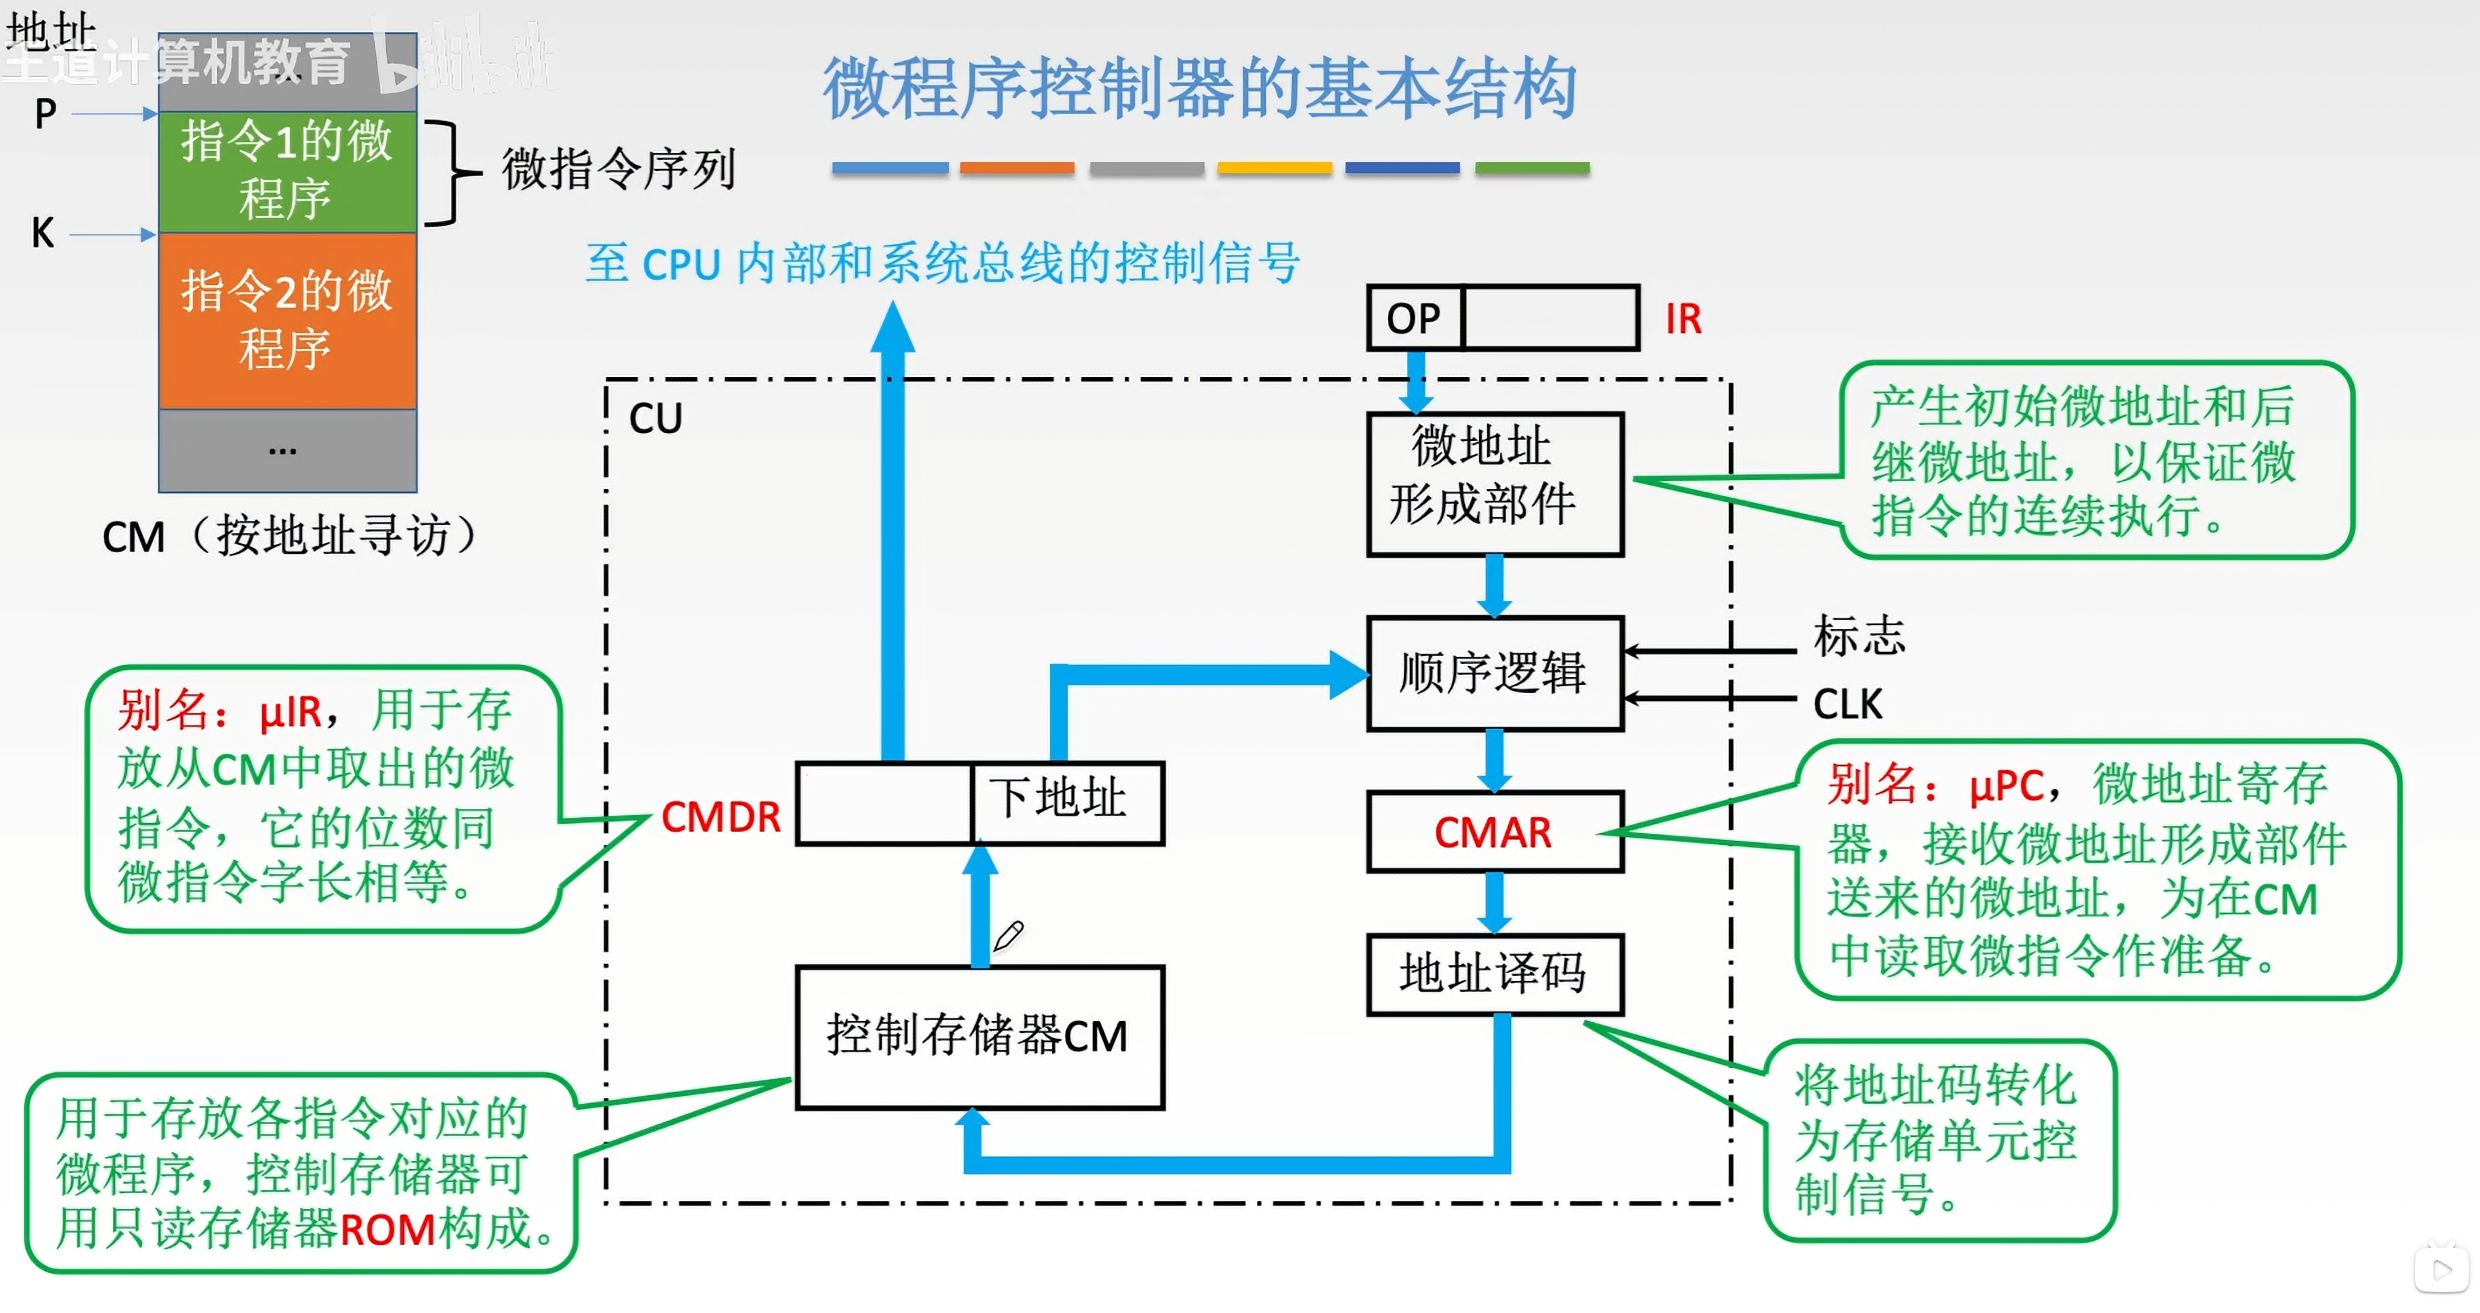 地址
王道计算机教育
bilibili
...
P
指令1的微
程序
微指令序列
K
指令2的微
程序
...
CM（按地址寻访）
微程序控制器的基本结构
至 CPU 内部和系统总线的控制信号
OP
IR
CU
微地址
形成部件
产生初始微地址和后
继微地址，以保证微
指令的连续执行。
顺序逻辑
标志
CLK
别名：μIR，用于存
放从CM中取出的微
指令，它的位数同
微指令字长相等。
CMDR
下地址
CMAR
别名：μPC，微地址寄存
器，接收微地址形成部件
送来的微地址，为在CM
中读取微指令作准备。
地址译码
控制存储器CM
将地址码转化
为存储单元控
制信号。
用于存放各指令对应的
微程序，控制存储器可
用只读存储器ROM构成。